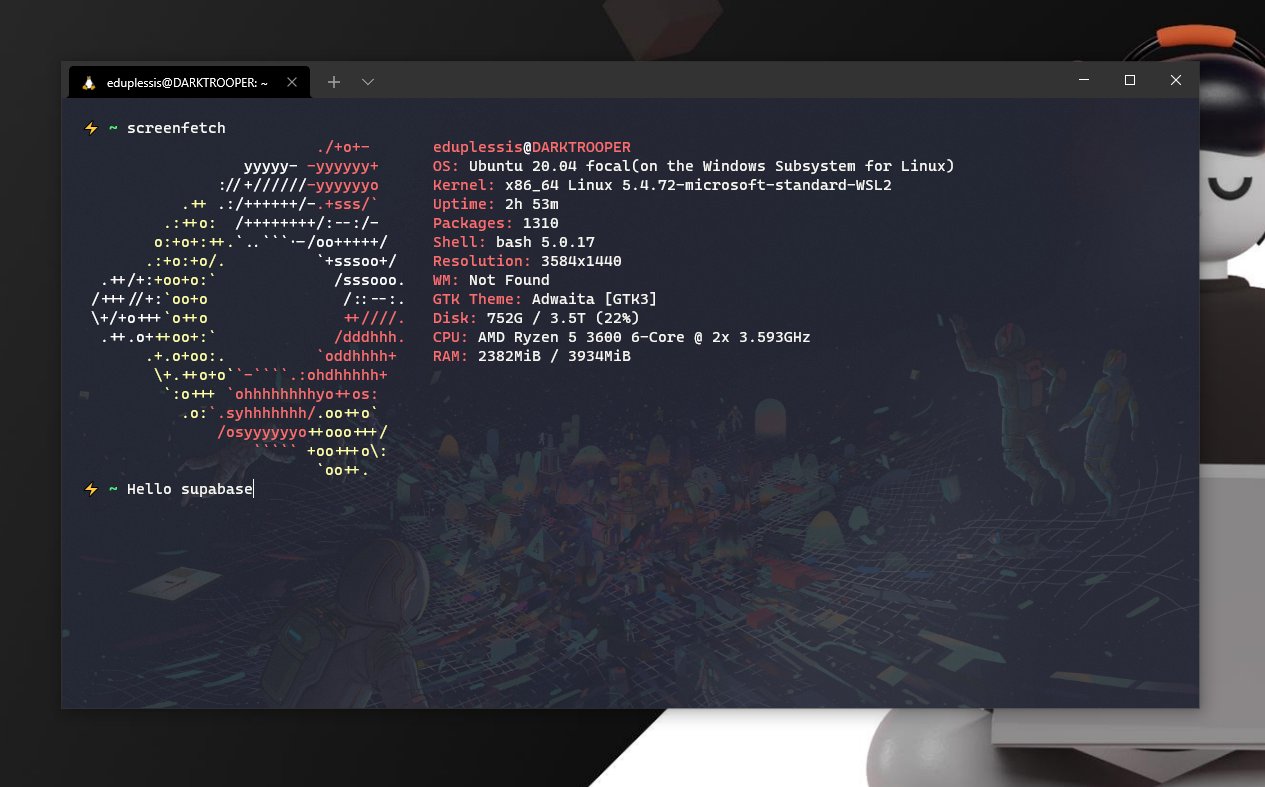 eduplessis@DARKTROOPER: ~
⚡ ~ screenfetch
./+o+-       eduplessis@DARKTROOPER
yyyyy- -yyyyyy+      OS: Ubuntu 20.04 focal(on the Windows Subsystem for Linux)
://+//////-yyyyyyo      Kernel: x86_64 Linux 5.4.72-microsoft-standard-WSL2
.++ .:/++++++/-.+sss/`      Uptime: 2h 53m
.:++o:  /++++++++/:--:/-      Packages: 1310
o:+o+:++.`..```.-/oo+++++/      Shell: bash 5.0.17
.:+o:+o/.          `+sssoo+/      Resolution: 3584x1440
.++/+:+oo+o:`             /sssooo.   WM: Not Found
/+++//+:`oo+o               /::--:.   GTK Theme: Adwaita [GTK3]
\+/+o+++`o++o               ++////.   Disk: 752G / 3.5T (22%)
.++.o+++oo+:`             /dddhhh.   CPU: AMD Ryzen 5 3600 6-Core @ 2x 3.593GHz
.+.o+oo:.          `oddhhhh+      RAM: 2382MiB / 3934MiB
\+.++o+o``-````.:ohdhhhhh+
`:o+++ `ohhhhhhhhyo++os:
.o:`.syhhhhhhh/.oo++o`
/osyyyyyyo++ooo+++/
````` +oo+++o\:
`oo++.
⚡ ~ Hello supabase